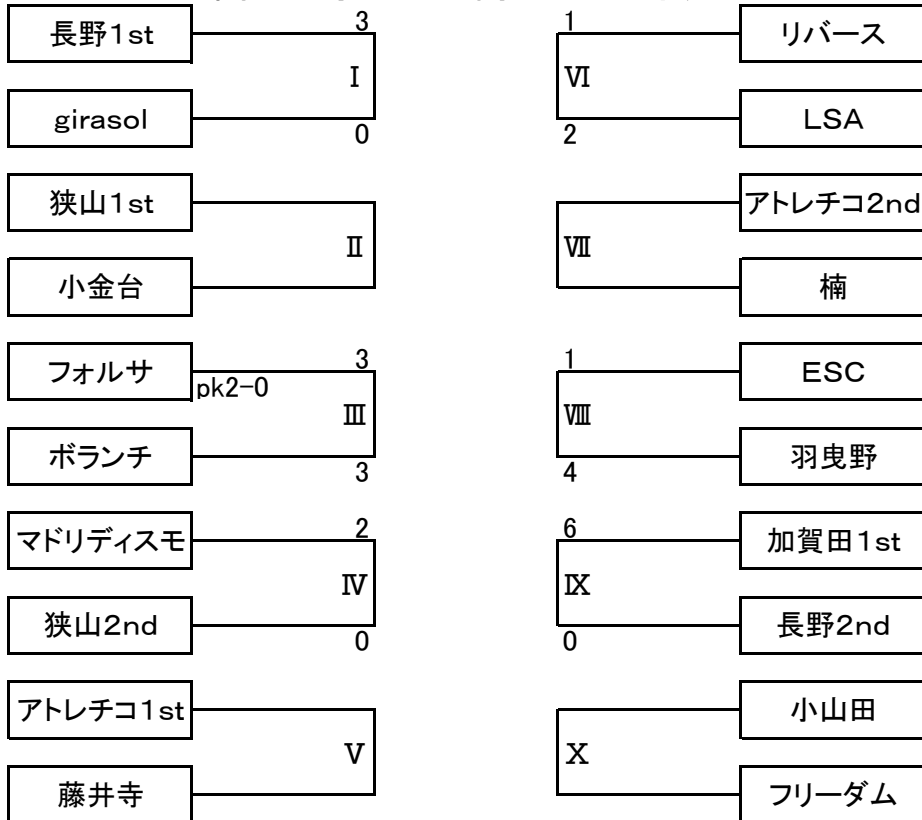 長野1st 3 1 リバース
Ⅰ Ⅵ
girasol 0 2 LSA
狭山1st アトレチコ2nd
Ⅱ Ⅶ
小金台 楠
フォルサ 3 1 ESC
pk2-0
Ⅲ Ⅷ
ボランチ 3 4 羽曳野
マドリディスモ 2 6 加賀田1st
Ⅳ Ⅸ
狭山2nd 0 0 長野2nd
アトレチコ1st 小山田
Ⅴ Ⅹ
藤井寺 フリーダム